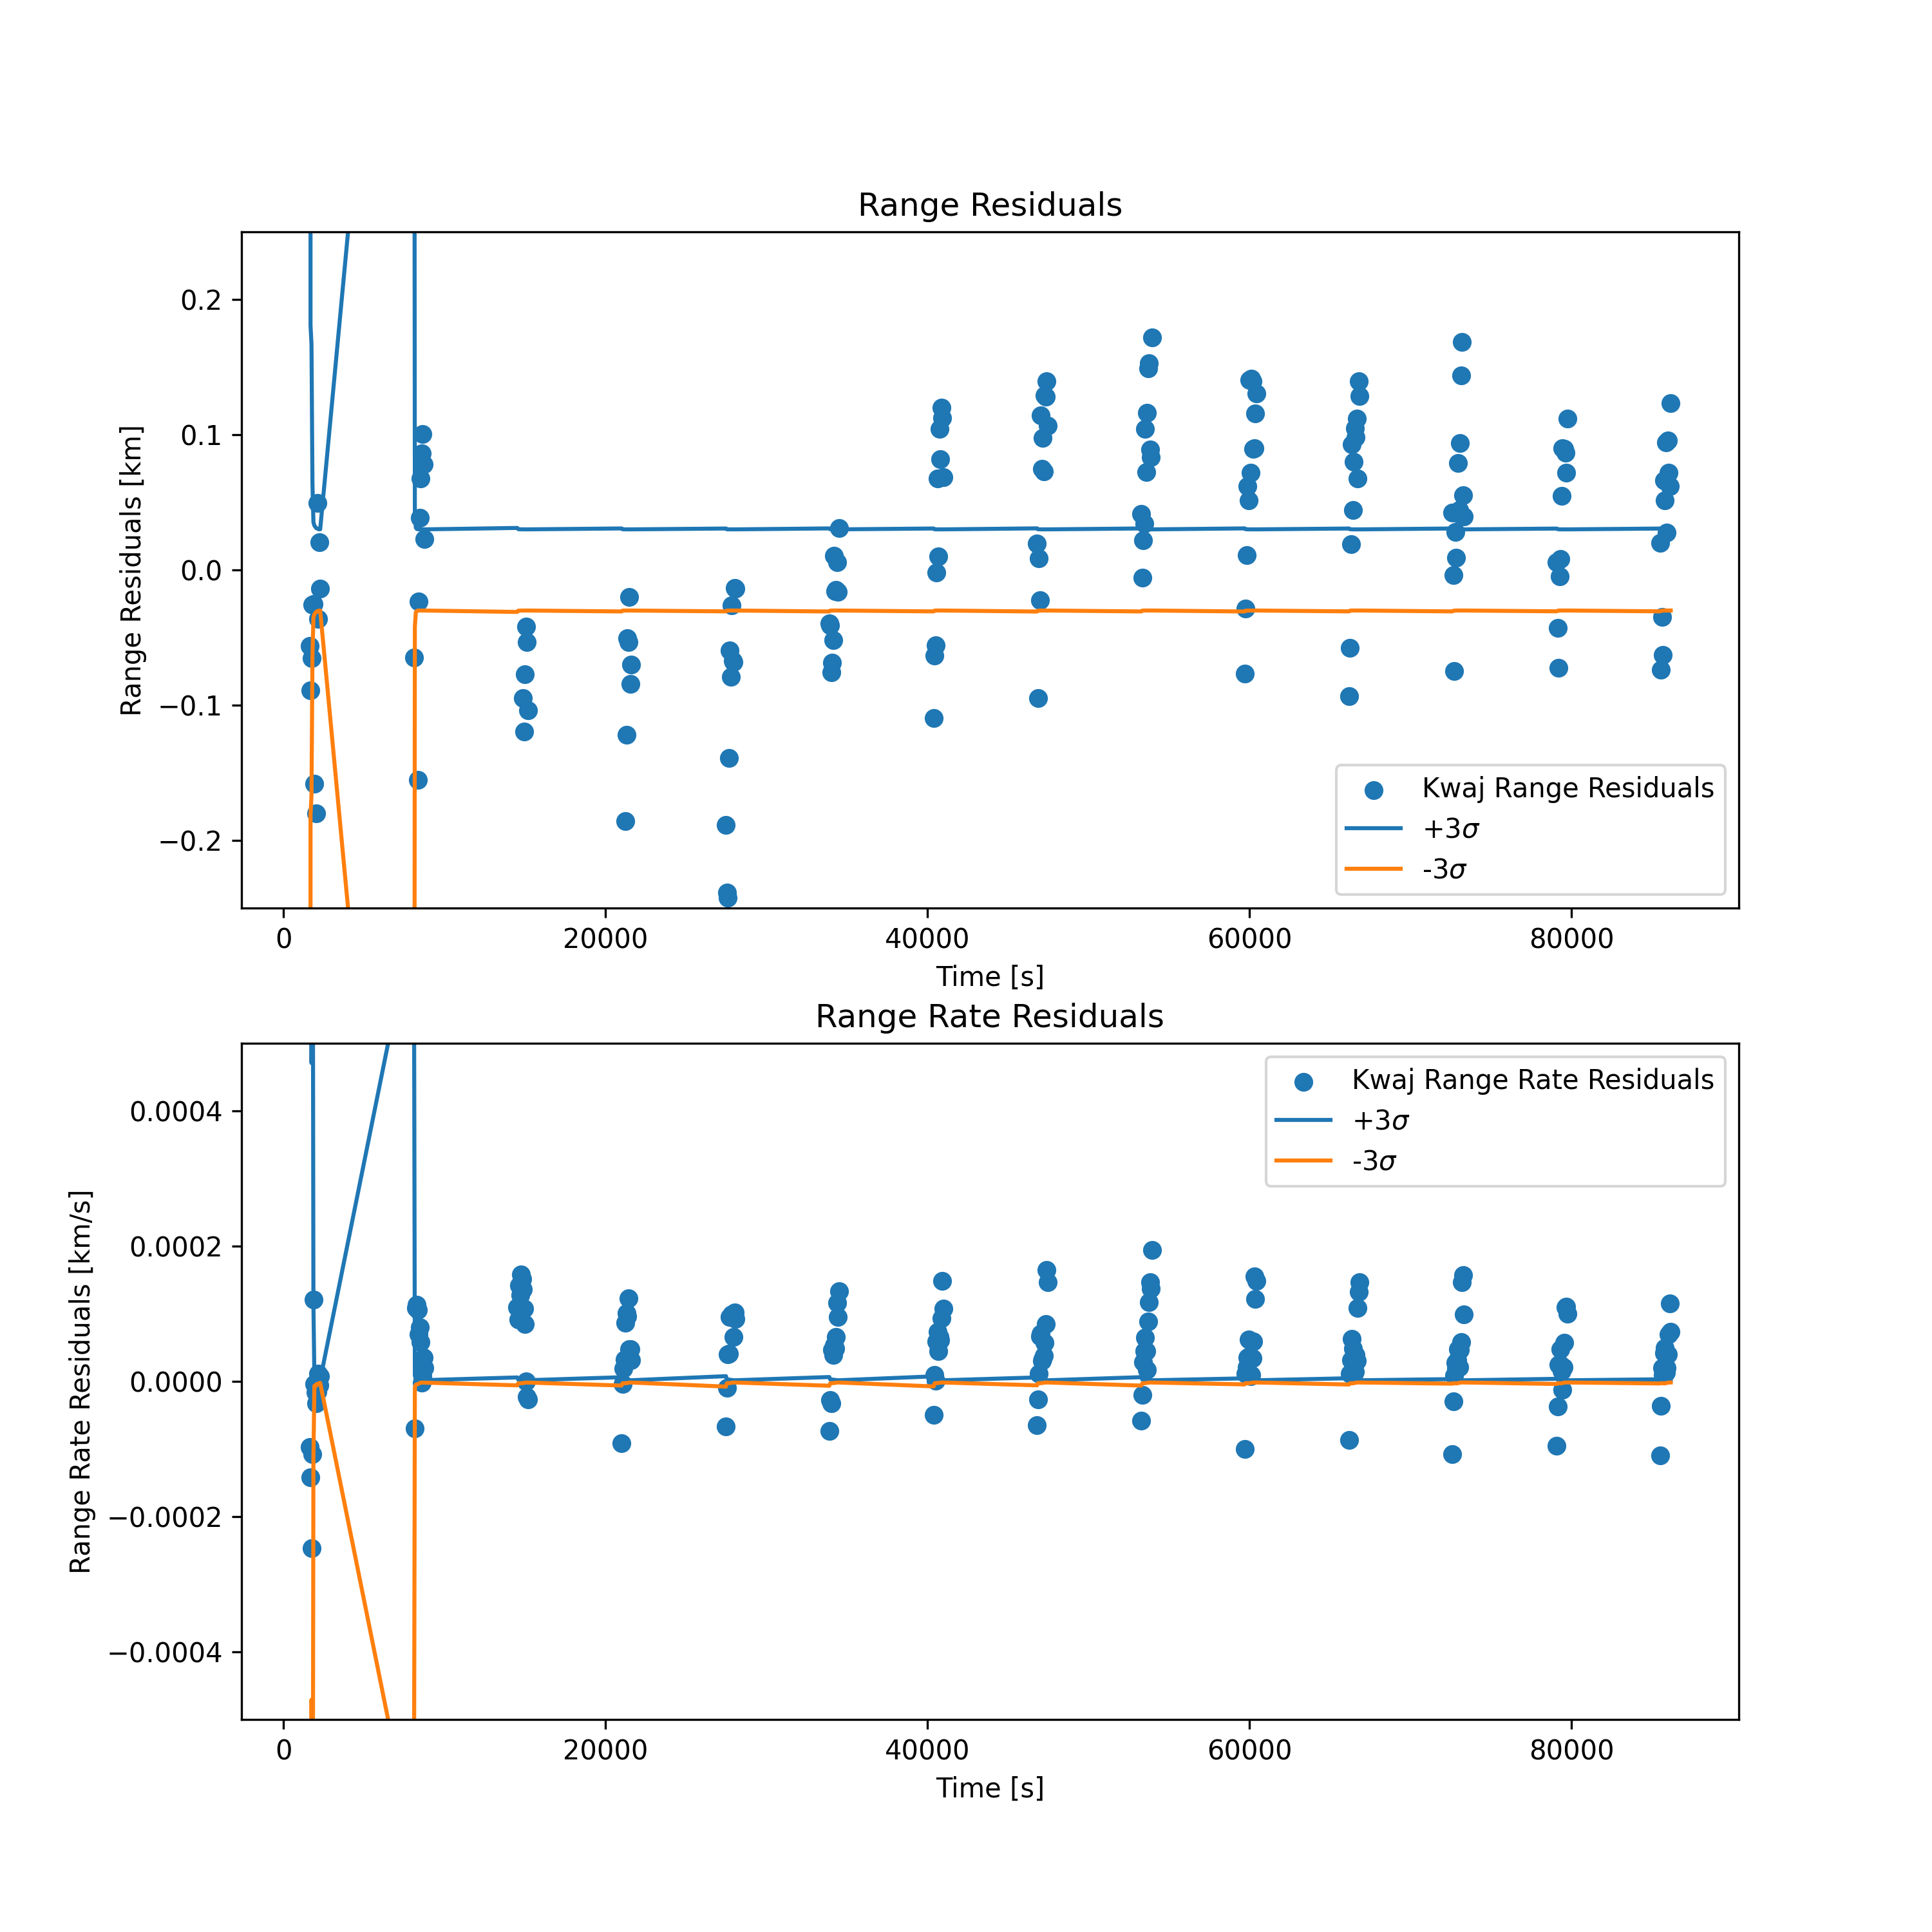 Range Residuals
Range Residuals [km]
0.2
0.1
0.0
−0.1
−0.2
Kwaj Range Residuals
+3σ
-3σ
0 20000 40000 60000 80000
Time [s]
Range Rate Residuals
Range Rate Residuals [km/s]
0.0004
0.0002
0.0000
−0.0002
−0.0004
Kwaj Range Rate Residuals
+3σ
-3σ
0 20000 40000 60000 80000
Time [s]